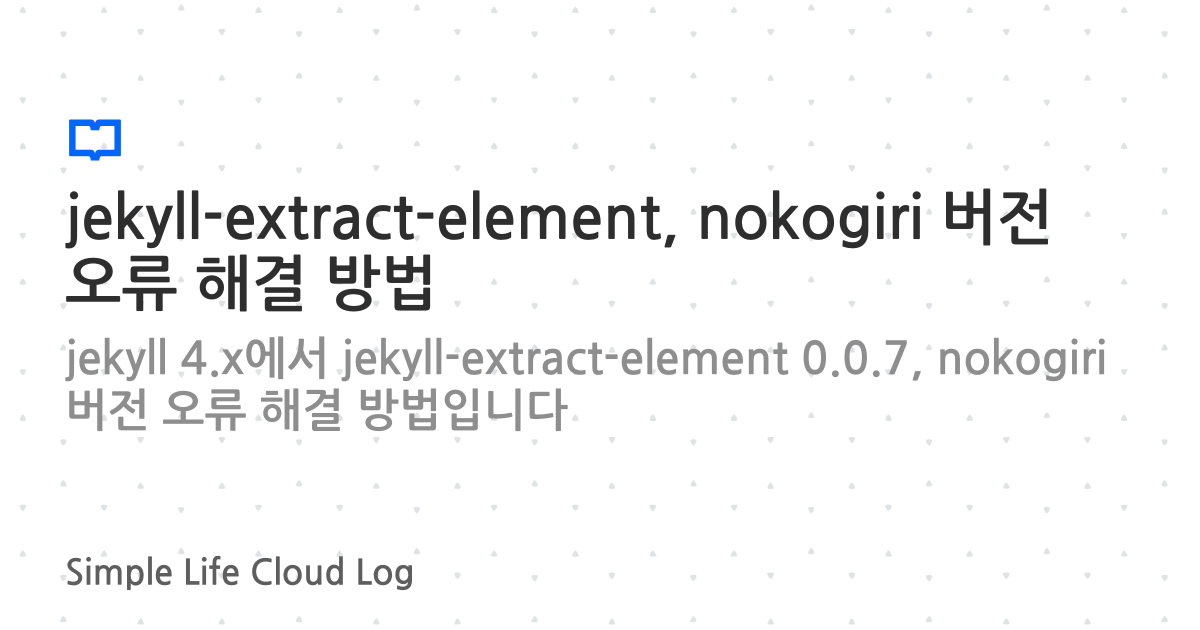 jekyll-extract-element, nokogiri 버전
오류 해결 방법
jekyll 4.x에서 jekyll-extract-element 0.0.7, nokogiri
버전 오류 해결 방법입니다
Simple Life Cloud Log